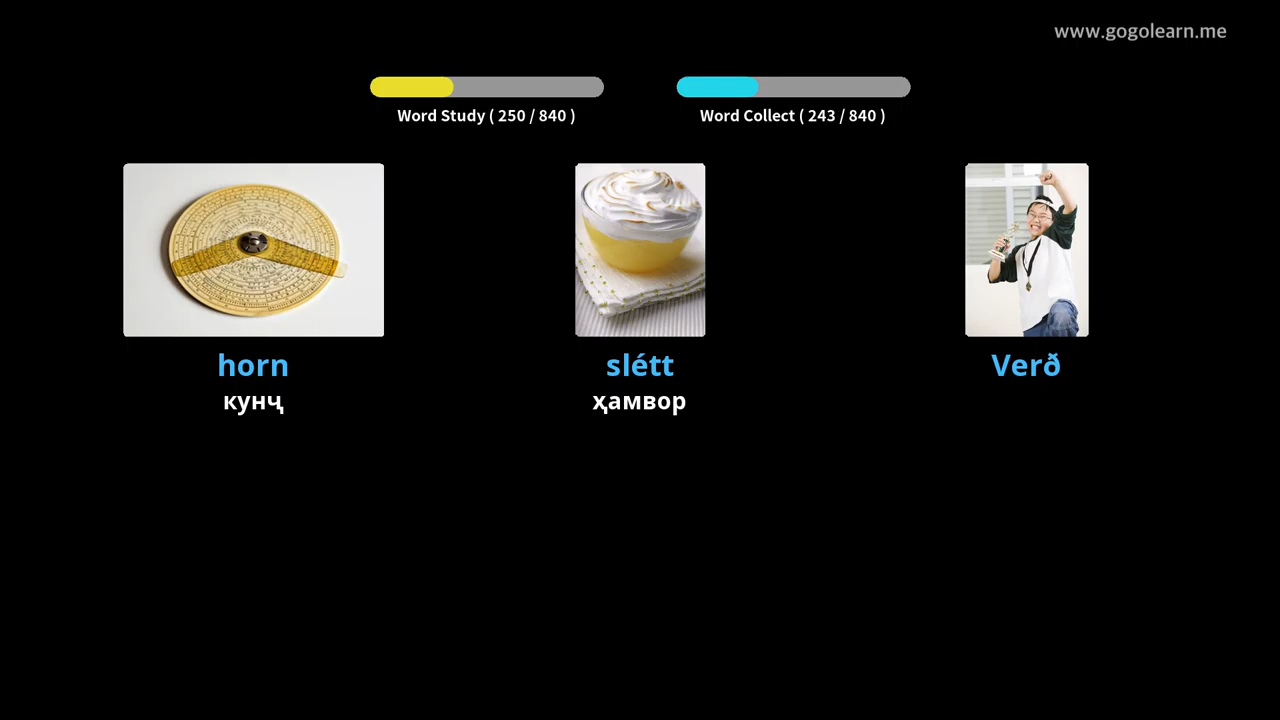 www.gogolearn.me
Word Study ( 250 / 840 )
Word Collect ( 243 / 840 )
horn
slétt
Verð
кунҷ
ҳамвор